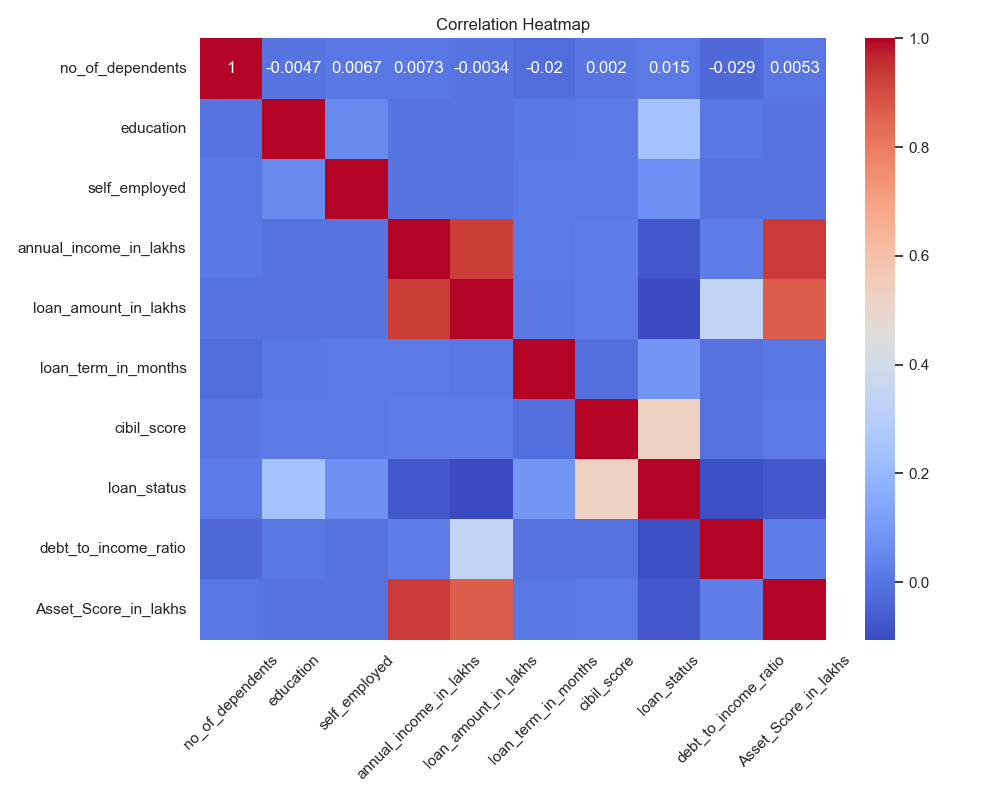 Correlation Heatmap
no_of_dependents 1 -0.0047 0.0067 0.0073 -0.0034 -0.02 0.002 0.015 -0.029 0.0053
education
self_employed
annual_income_in_lakhs
loan_amount_in_lakhs
loan_term_in_months
cibil_score
loan_status
debt_to_income_ratio
Asset_Score_in_lakhs
no_of_dependents education self_employed annual_income_in_lakhs loan_amount_in_lakhs loan_term_in_months cibil_score loan_status debt_to_income_ratio Asset_Score_in_lakhs
1.0
0.8
0.6
0.4
0.2
0.0